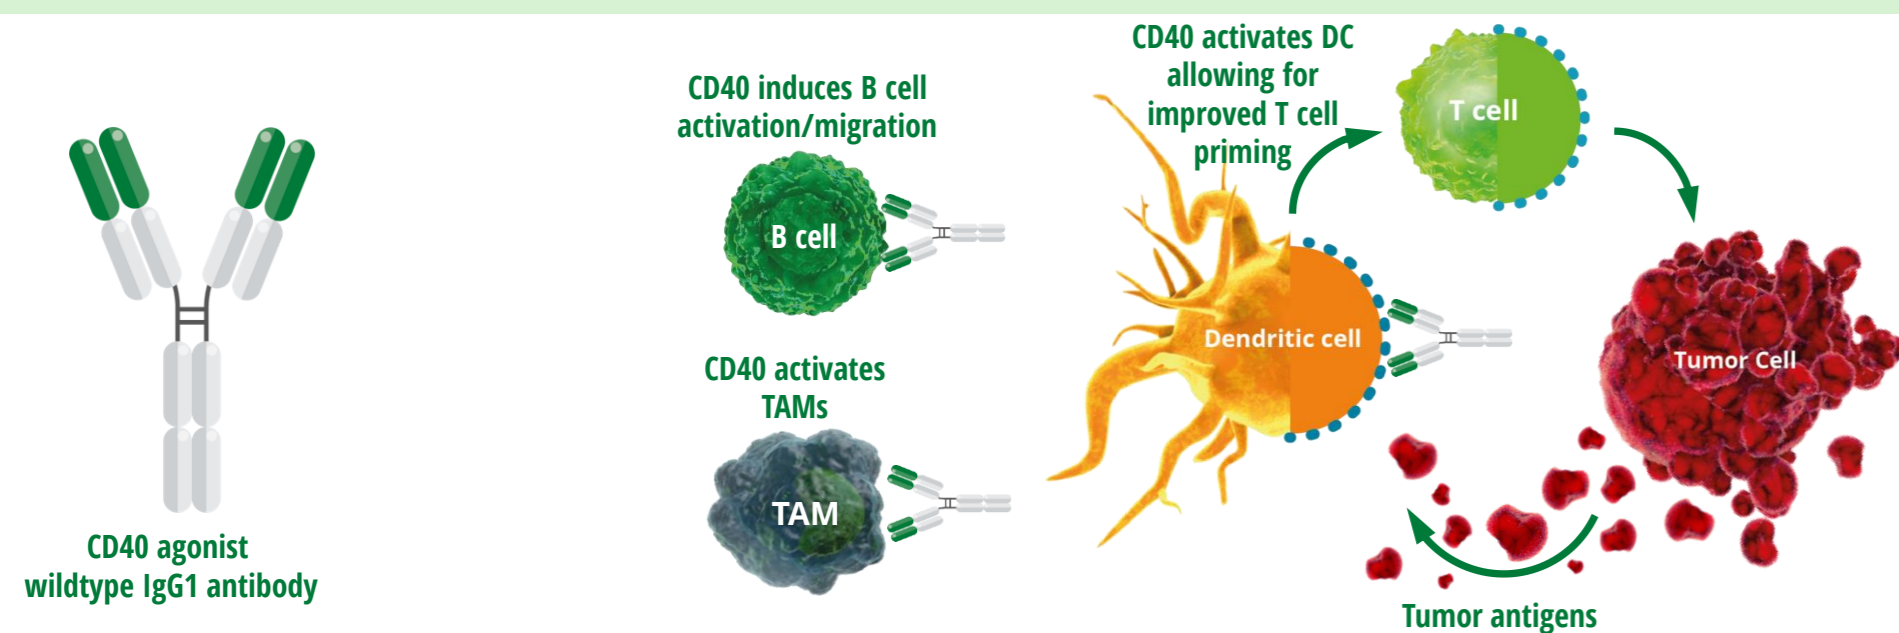 CD40 agonist
wildtype IgG1 antibody
CD40 induces B cell
activation/migration
B cell
CD40 activates
TAMs
TAM
CD40 activates DC
allowing for
improved T cell
priming
T cell
Dendritic cell
Tumor Cell
Tumor antigens